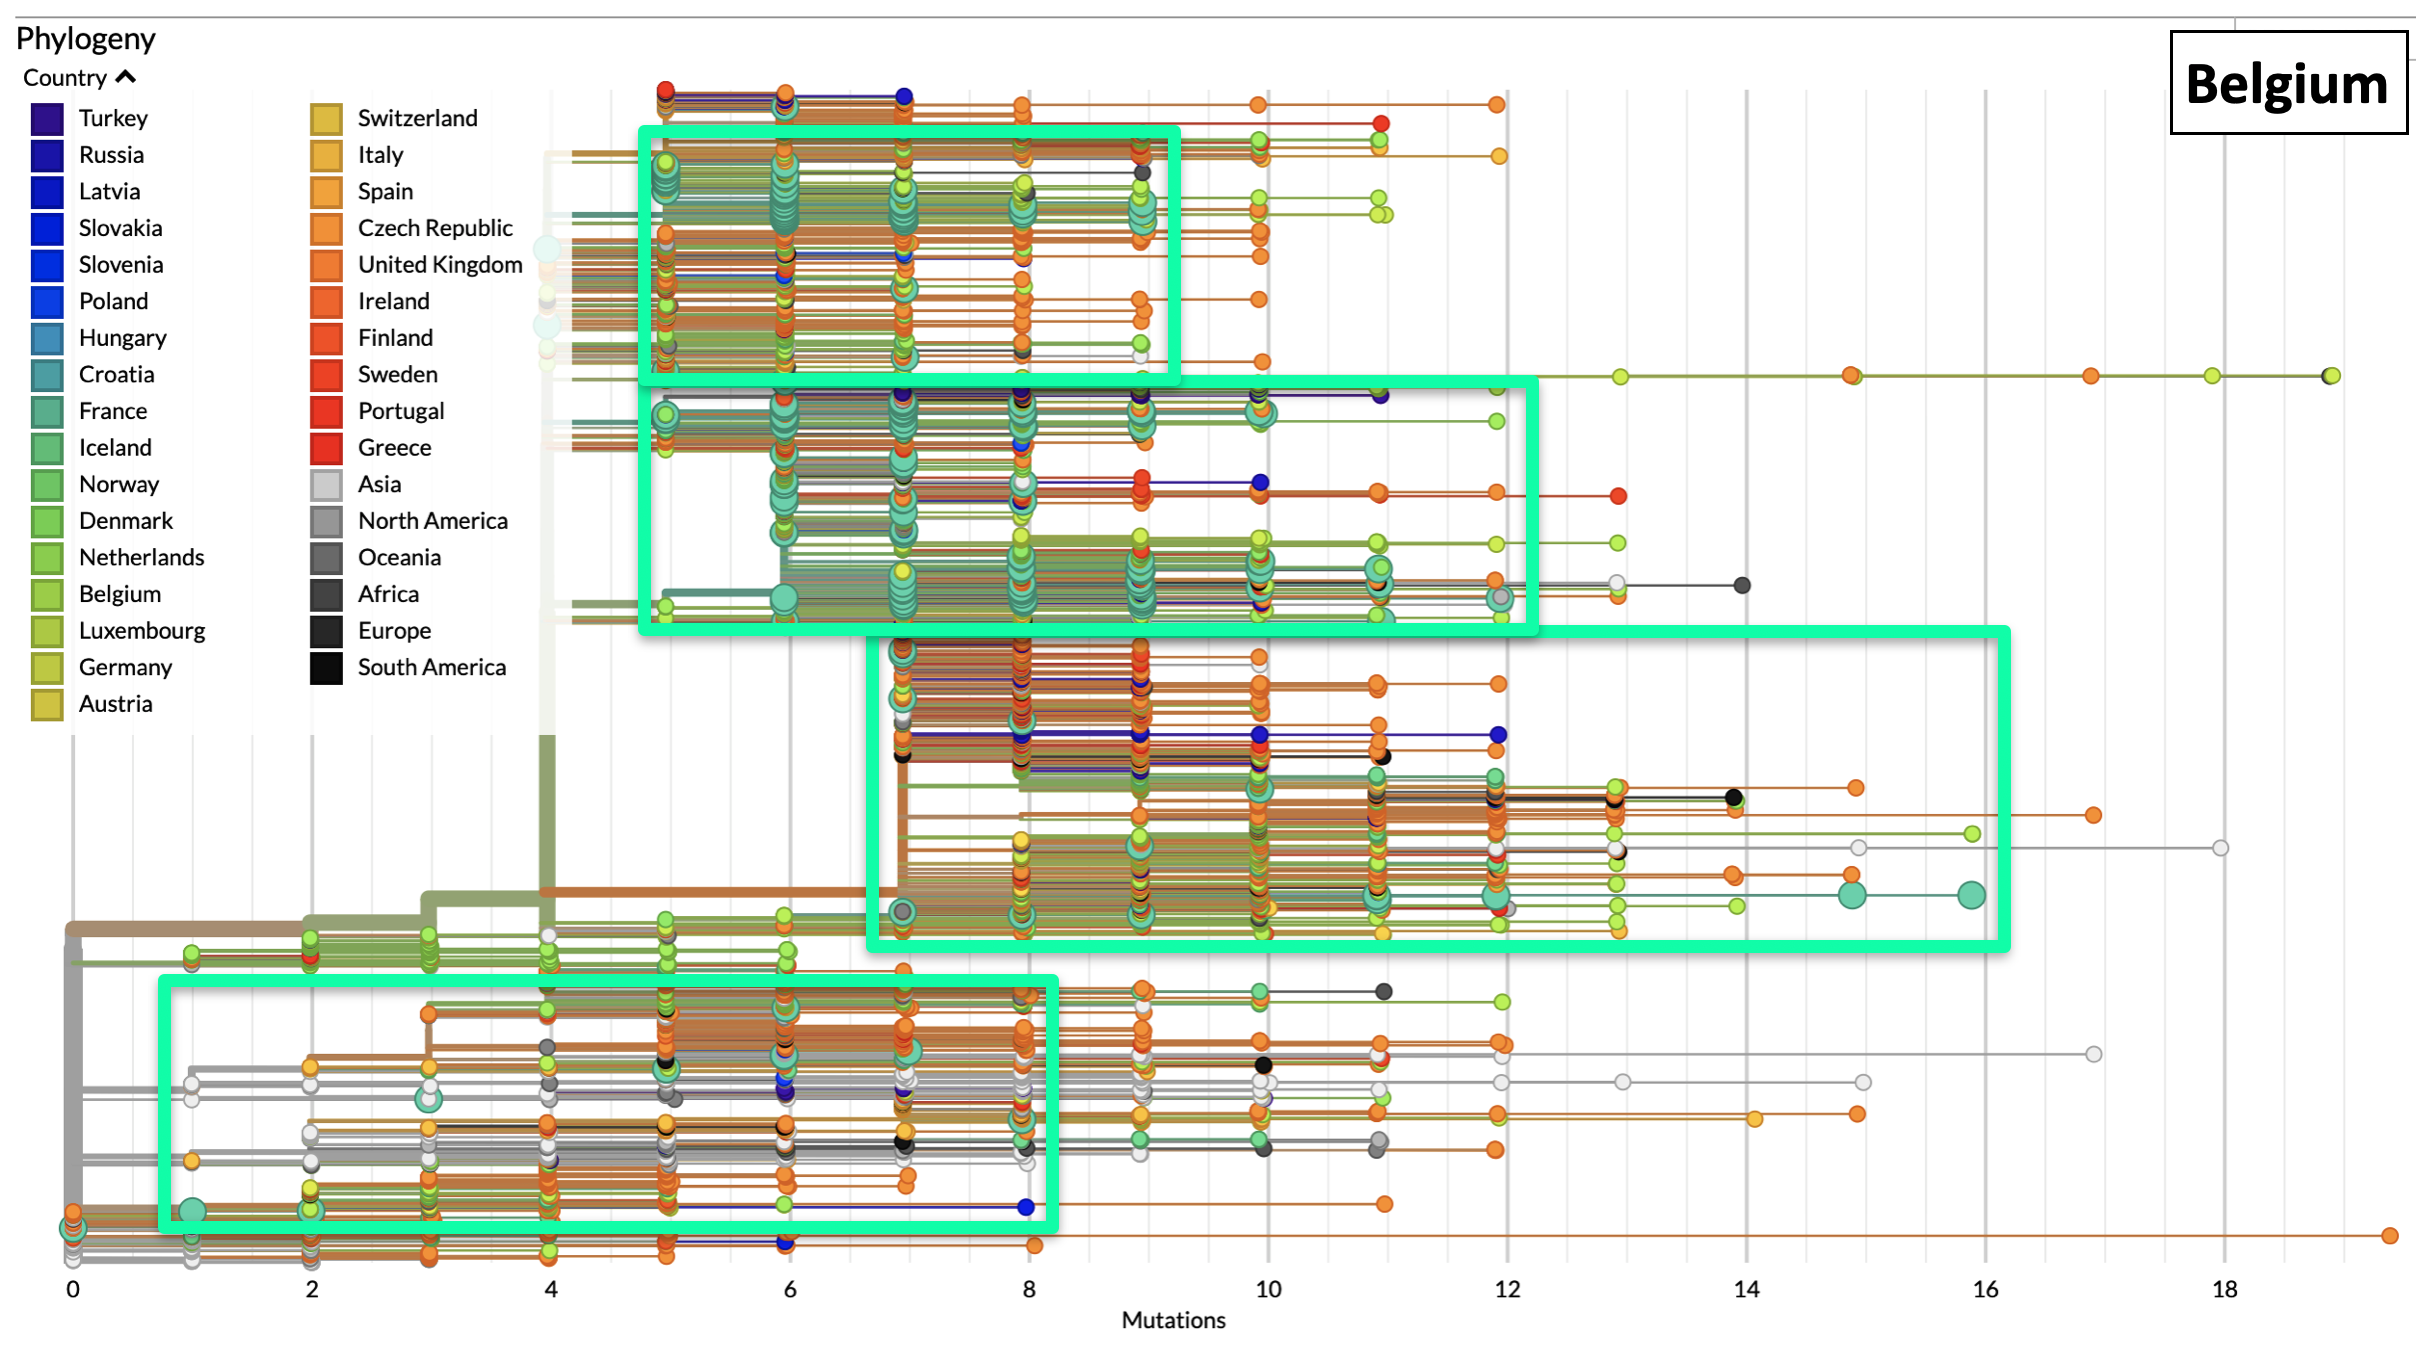 Phylogeny
Belgium
Country
Turkey
Russia
Latvia
Slovakia
Slovenia
Poland
Hungary
Croatia
France
Iceland
Norway
Denmark
Netherlands
Belgium
Luxembourg
Germany
Austria
Switzerland
Italy
Spain
Czech Republic
United Kingdom
Ireland
Finland
Sweden
Portugal
Greece
Asia
North America
Oceania
Africa
Europe
South America
0 2 4 6 8 10 12 14 16 18
Mutations